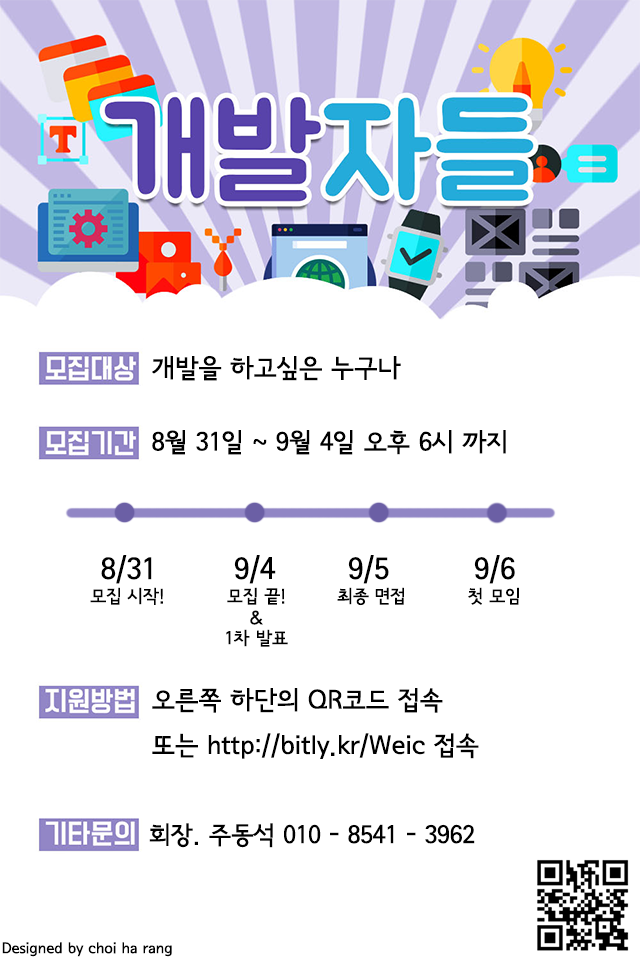 T
개발자들
모집대상 개발을 하고싶은 누구나
모집기간 8월 31일 ~ 9월 4일 오후 6시 까지
8/31 9/4 9/5 9/6
모집 시작! 모집 끝! 최종 면접 첫 모임
&
1차 발표
지원방법 오른쪽 하단의 QR코드 접속
또는 http://bitly.kr/Weic 접속
기타문의 회장. 주동석 010 - 8541 - 3962
Designed by choi ha rang